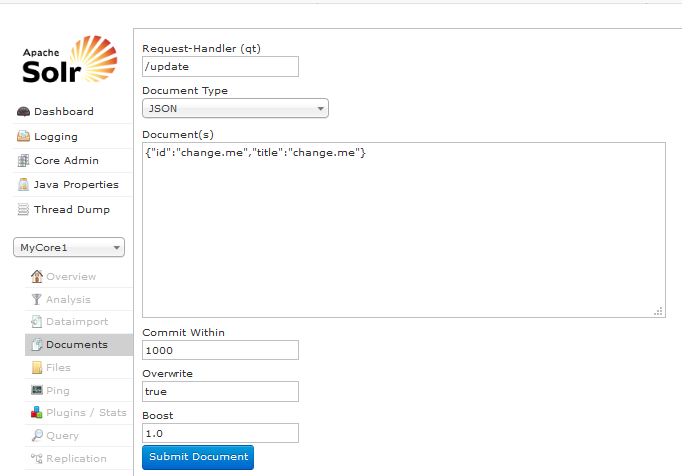 Apache
Solr
Dashboard
Logging
Core Admin
Java Properties
Thread Dump
MyCore1
Overview
Analysis
Dataimport
Documents
Files
Ping
Plugins / Stats
Query
Replication
Request-Handler (qt)
/update
Document Type
JSON
Document(s)
{"id":"change.me","title":"change.me"}
Commit Within
1000
Overwrite
true
Boost
1.0
Submit Document